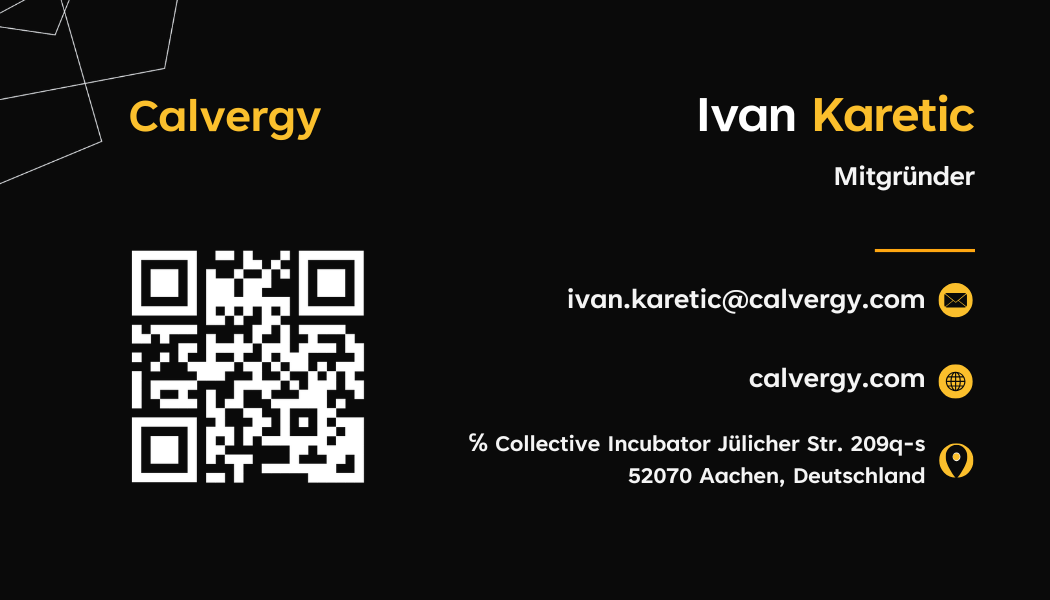 Calvergy
Ivan Karetic
Mitgründer
ivan.karetic@calvergy.com
calvergy.com
℅ Collective Incubator Jülicher Str. 209q-s
52070 Aachen, Deutschland